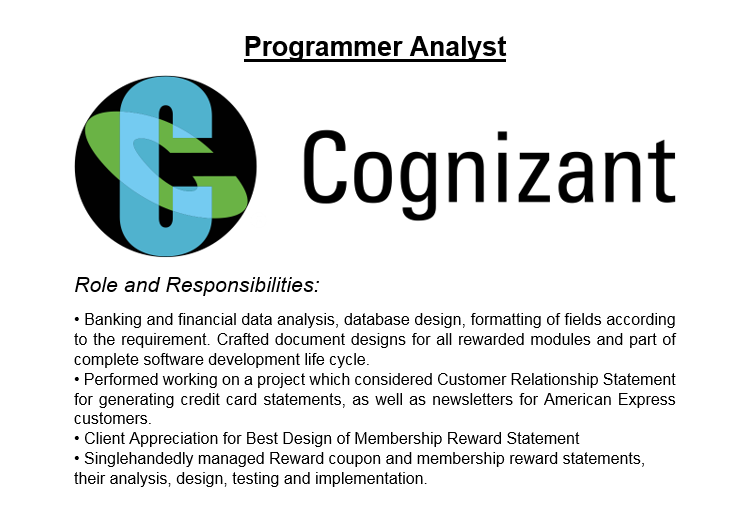 Programmer Analyst
C
Cognizant
Role and Responsibilities:
• Banking and financial data analysis, database design, formatting of fields according
to the requirement. Crafted document designs for all rewarded modules and part of
complete software development life cycle.
• Performed working on a project which considered Customer Relationship Statement
for generating credit card statements, as well as newsletters for American Express
customers.
• Client Appreciation for Best Design of Membership Reward Statement
• Singlehandedly managed Reward coupon and membership reward statements,
their analysis, design, testing and implementation.